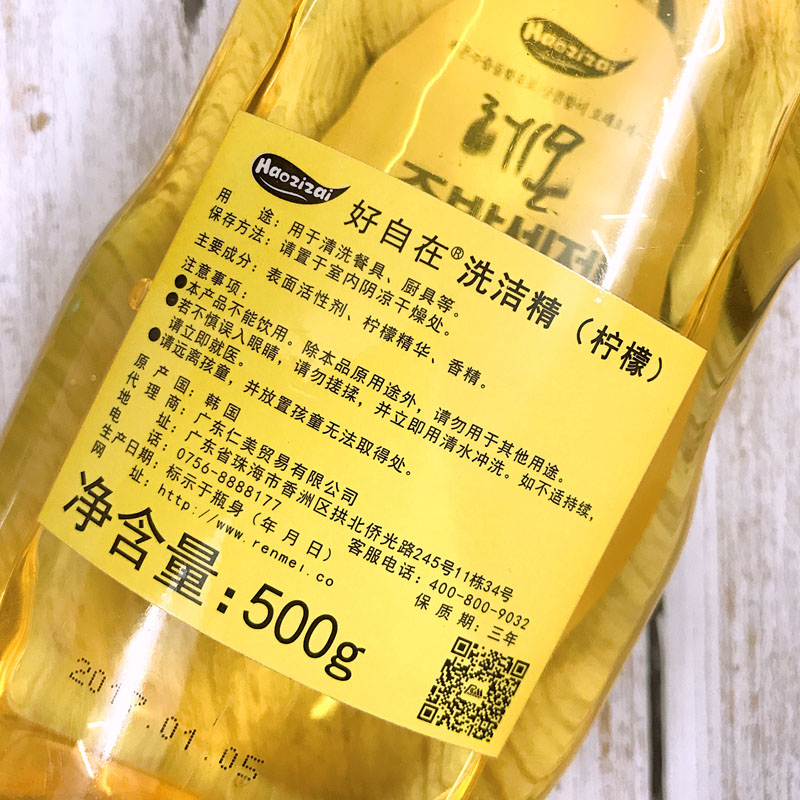 Haozizai
Haozizai
好自在®洗洁精（柠檬）
用途：用于清洗餐具、厨具等。
保存方法：请置于室内阴凉干燥处。
主要成分：表面活性剂、柠檬精华、香精。
注意事项：
●本产品不能饮用。除本品原用途外，请勿用于其他用途。
●若不慎误入眼睛，请勿搓揉，并立即用清水冲洗。如不适持续，
请立即就医。
●请远离孩童，并放置孩童无法取得处。
原产国：韩国
代理商：广东仁美贸易有限公司
地址：广东省珠海市香洲区拱北侨光路245号11栋34号
电话：0756-8888177 客服电话：400-800-9032
生产日期：标示于瓶身（年月日） 保质期：三年
网址：http://www.renmei.co
净含量：500g
2017.01.05